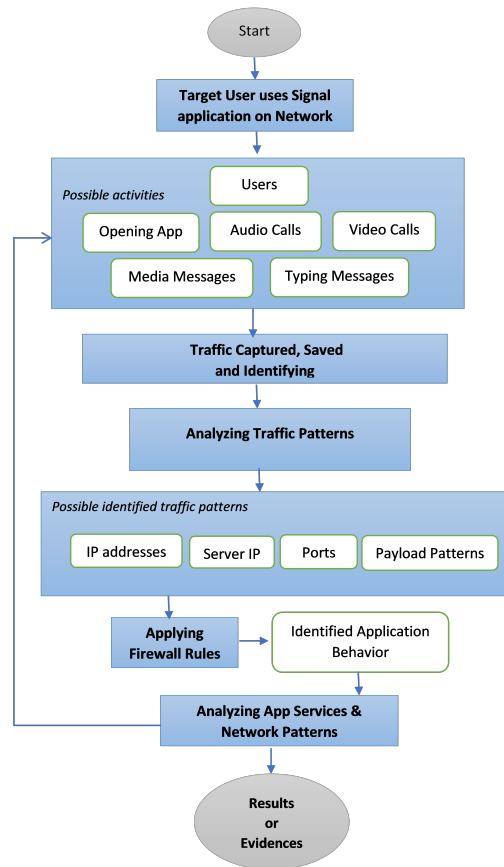 Start
Target User uses Signal
application on Network
Possible activities
Users
Opening App
Audio Calls
Video Calls
Media Messages
Typing Messages
Traffic Captured, Saved
and Identifying
Analyzing Traffic Patterns
Possible identified traffic patterns
IP addresses
Server IP
Ports
Payload Patterns
Applying
Firewall Rules
Identified Application
Behavior
Analyzing App Services &
Network Patterns
Results
or
Evidences